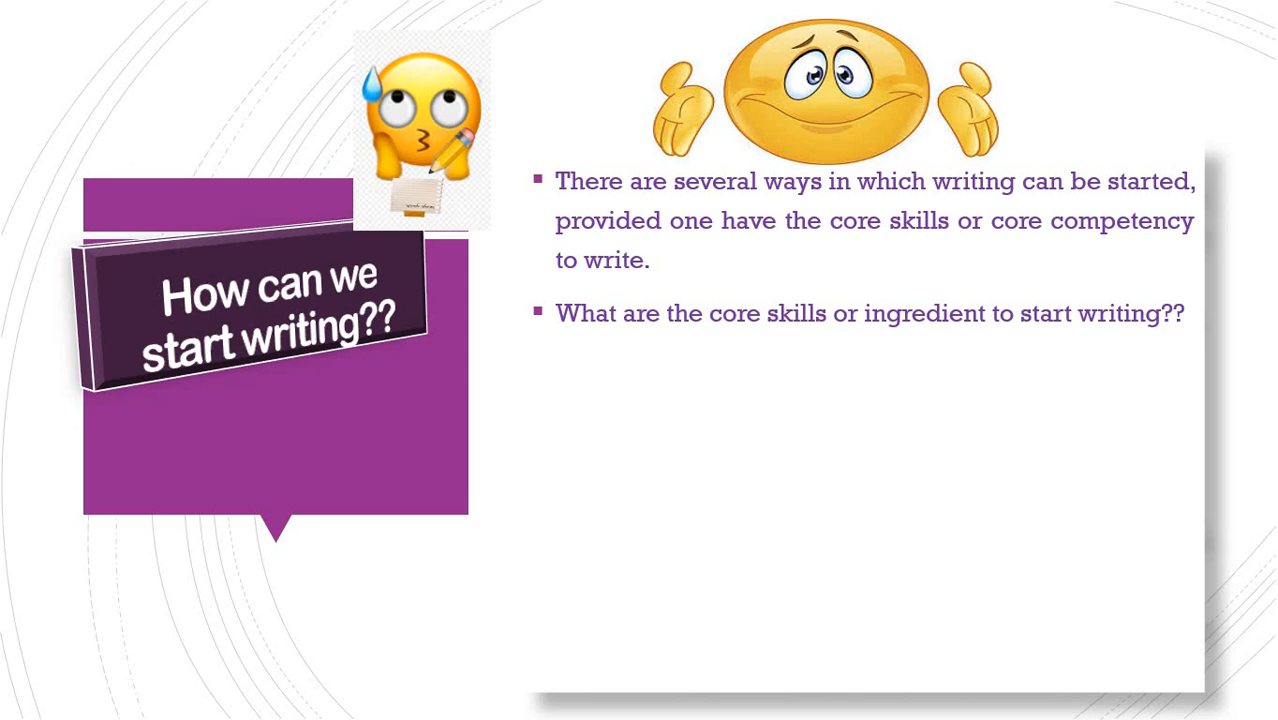 How can we
start writing??
There are several ways in which writing can be started,
provided one have the core skills or core competency
to write.
What are the core skills or ingredient to start writing??